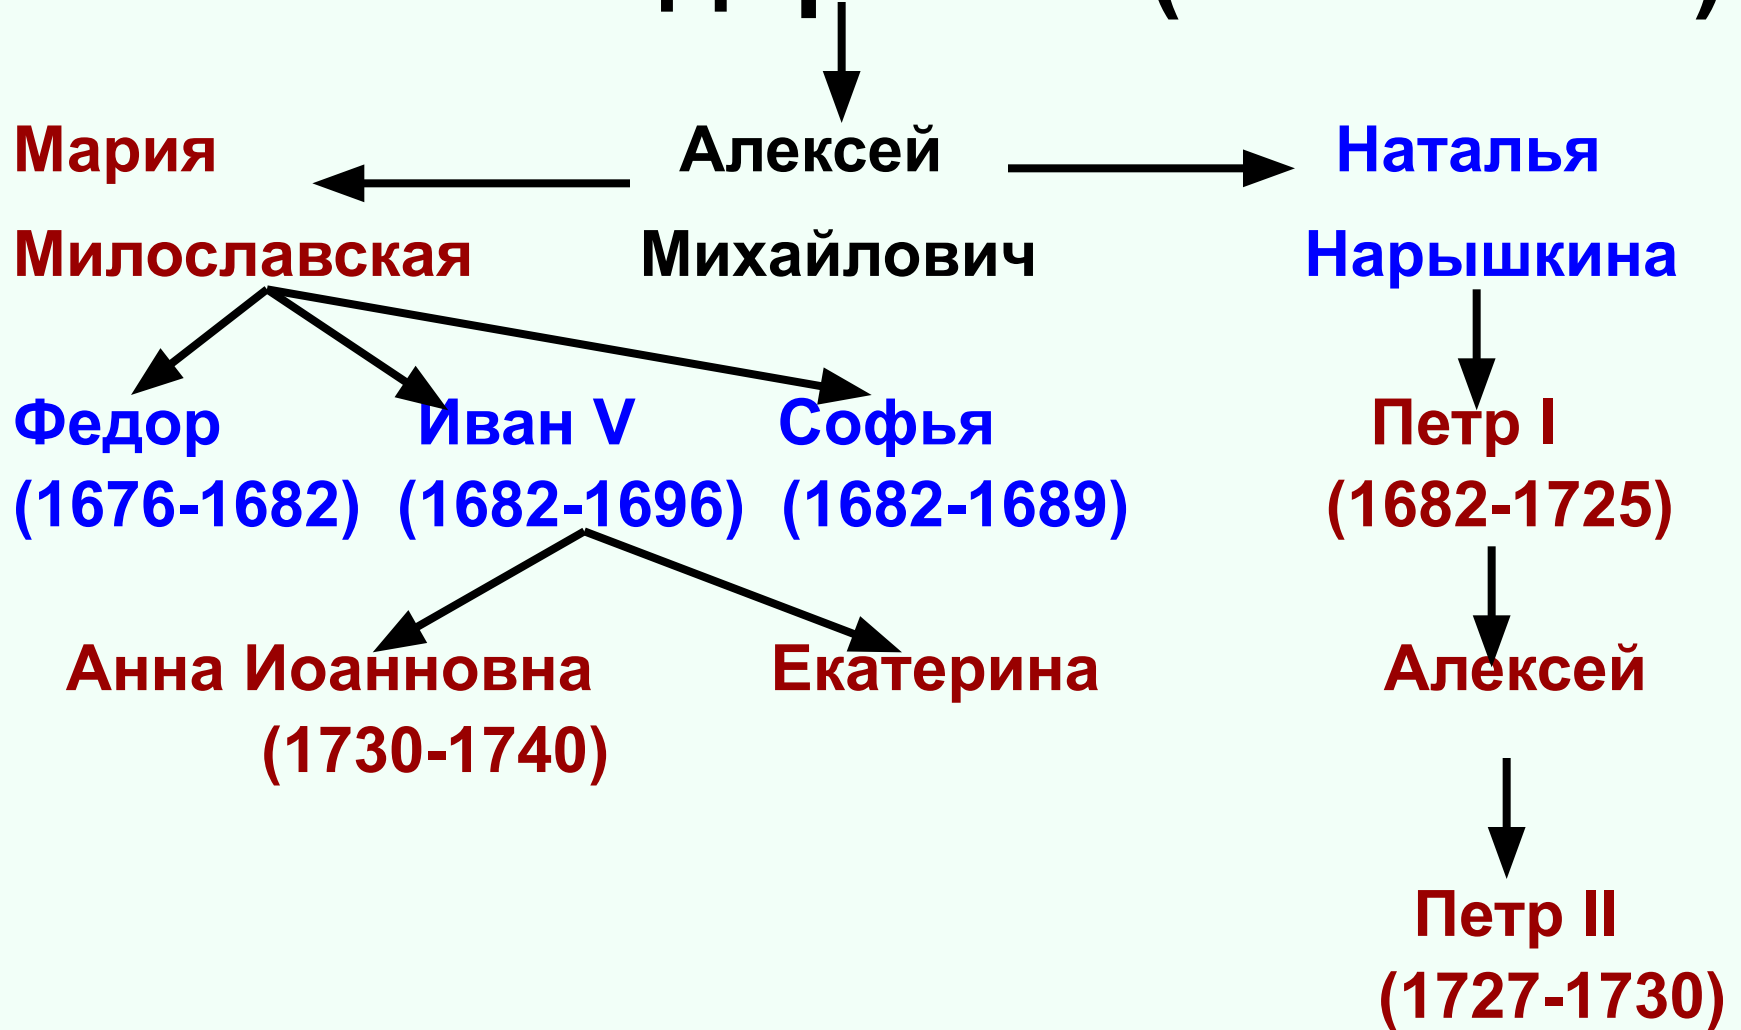 Мария Алексей Наталья
Милославская Михайлович Нарышкина
Федор Иван V Софья Петр I
(1676-1682) (1682-1696) (1682-1689) (1682-1725)
Анна Иоанновна Екатерина Алексей
(1730-1740)
Петр II
(1727-1730)